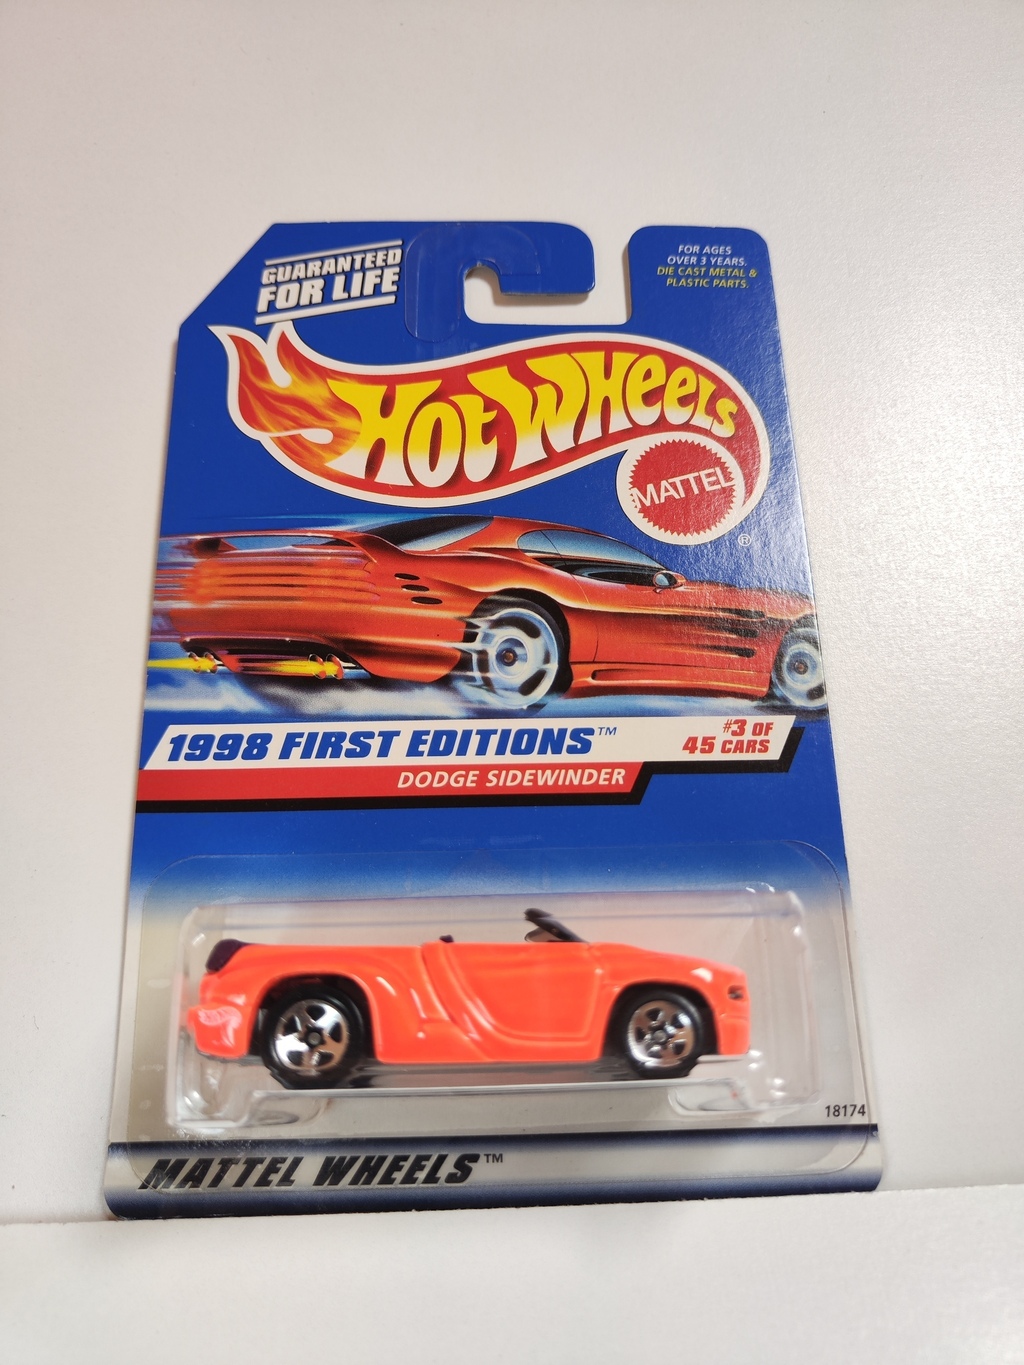 GUARANTEED
FOR LIFE
FOR AGES
OVER 3 YEARS.
DIE CAST METAL &
PLASTIC PARTS.
HOT WHEELS
MATTEL
®
1998 FIRST EDITIONS™
#3 OF
45 CARS
DODGE SIDEWINDER
18174
MATTEL WHEELS™